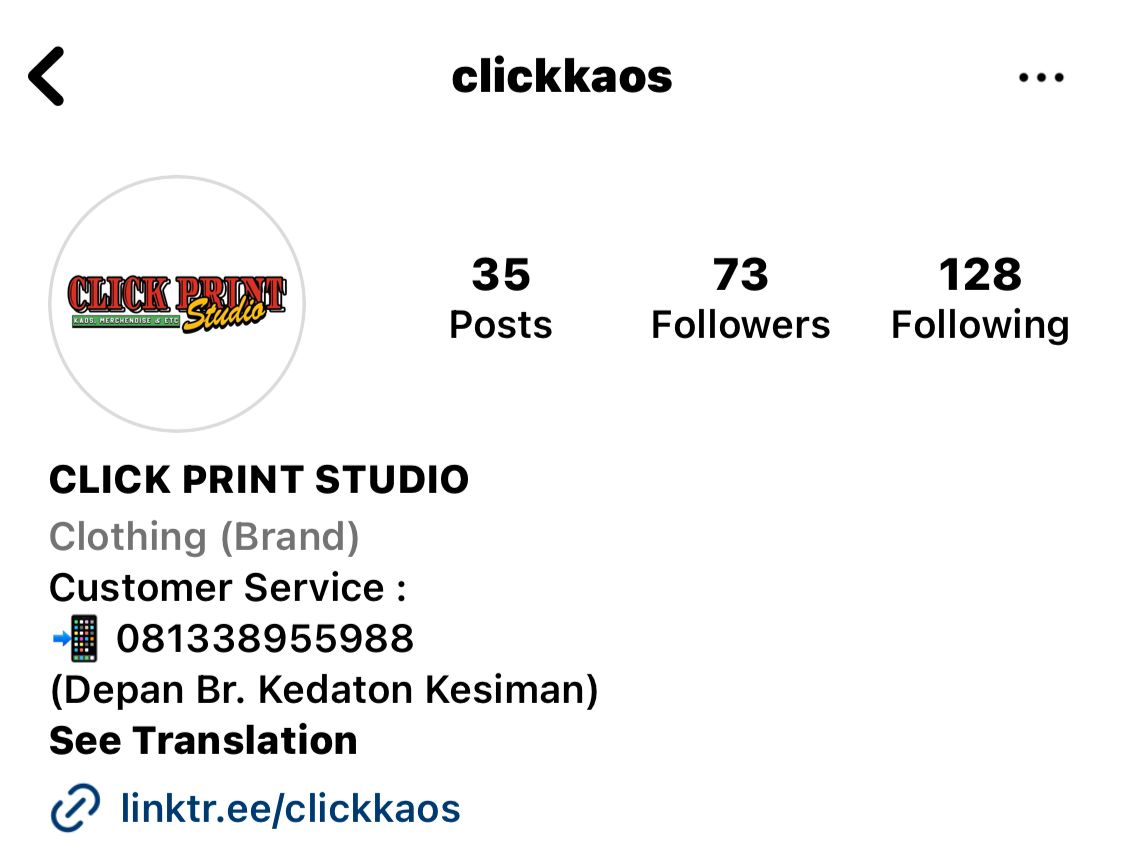 clickkaos
CLICK PRINT
Studio
KAOS, MERCHENDISE & ETC
35
Posts
73
Followers
128
Following
CLICK PRINT STUDIO
Clothing (Brand)
Customer Service :
📲 081338955988
(Depan Br. Kedaton Kesiman)
See Translation
linktr.ee/clickkaos